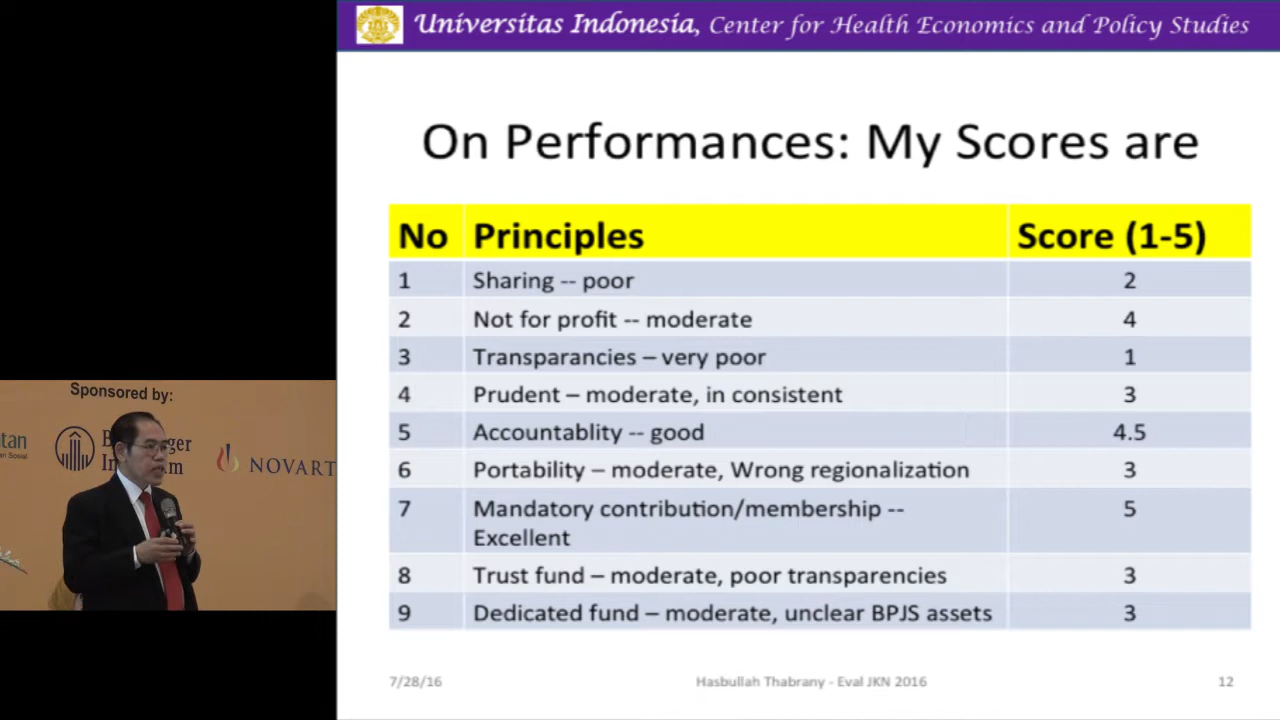 Universitas Indonesia, Center for Health Economics and Policy Studies
On Performances: My Scores are
No Principles Score (1-5)
1 Sharing -- poor 2
2 Not for profit -- moderate 4
3 Transparancies – very poor 1
4 Prudent – moderate, in consistent 3
5 Accountablity -- good 4.5
6 Portability – moderate, Wrong regionalization 3
7 Mandatory contribution/membership -- 5
Excellent
8 Trust fund – moderate, poor transparencies 3
9 Dedicated fund – moderate, unclear BPJS assets 3
7/28/16 Hasbullah Thabrany - Eval JKN 2016 12
Sponsored by:
NOVART